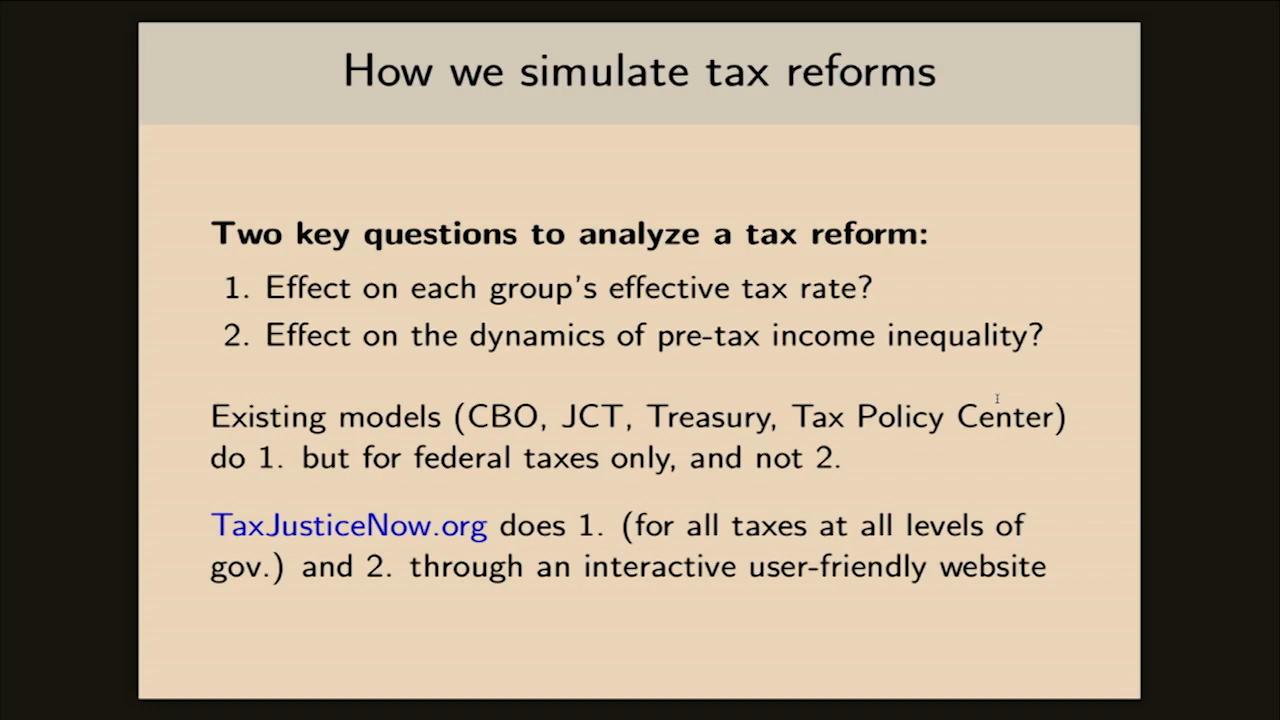 How we simulate tax reforms
Two key questions to analyze a tax reform:
1. Effect on each group's effective tax rate?
2. Effect on the dynamics of pre-tax income inequality?
Existing models (CBO, JCT, Treasury, Tax Policy Center)
do 1. but for federal taxes only, and not 2.
TaxJusticeNow.org does 1. (for all taxes at all levels of
gov.) and 2. through an interactive user-friendly website